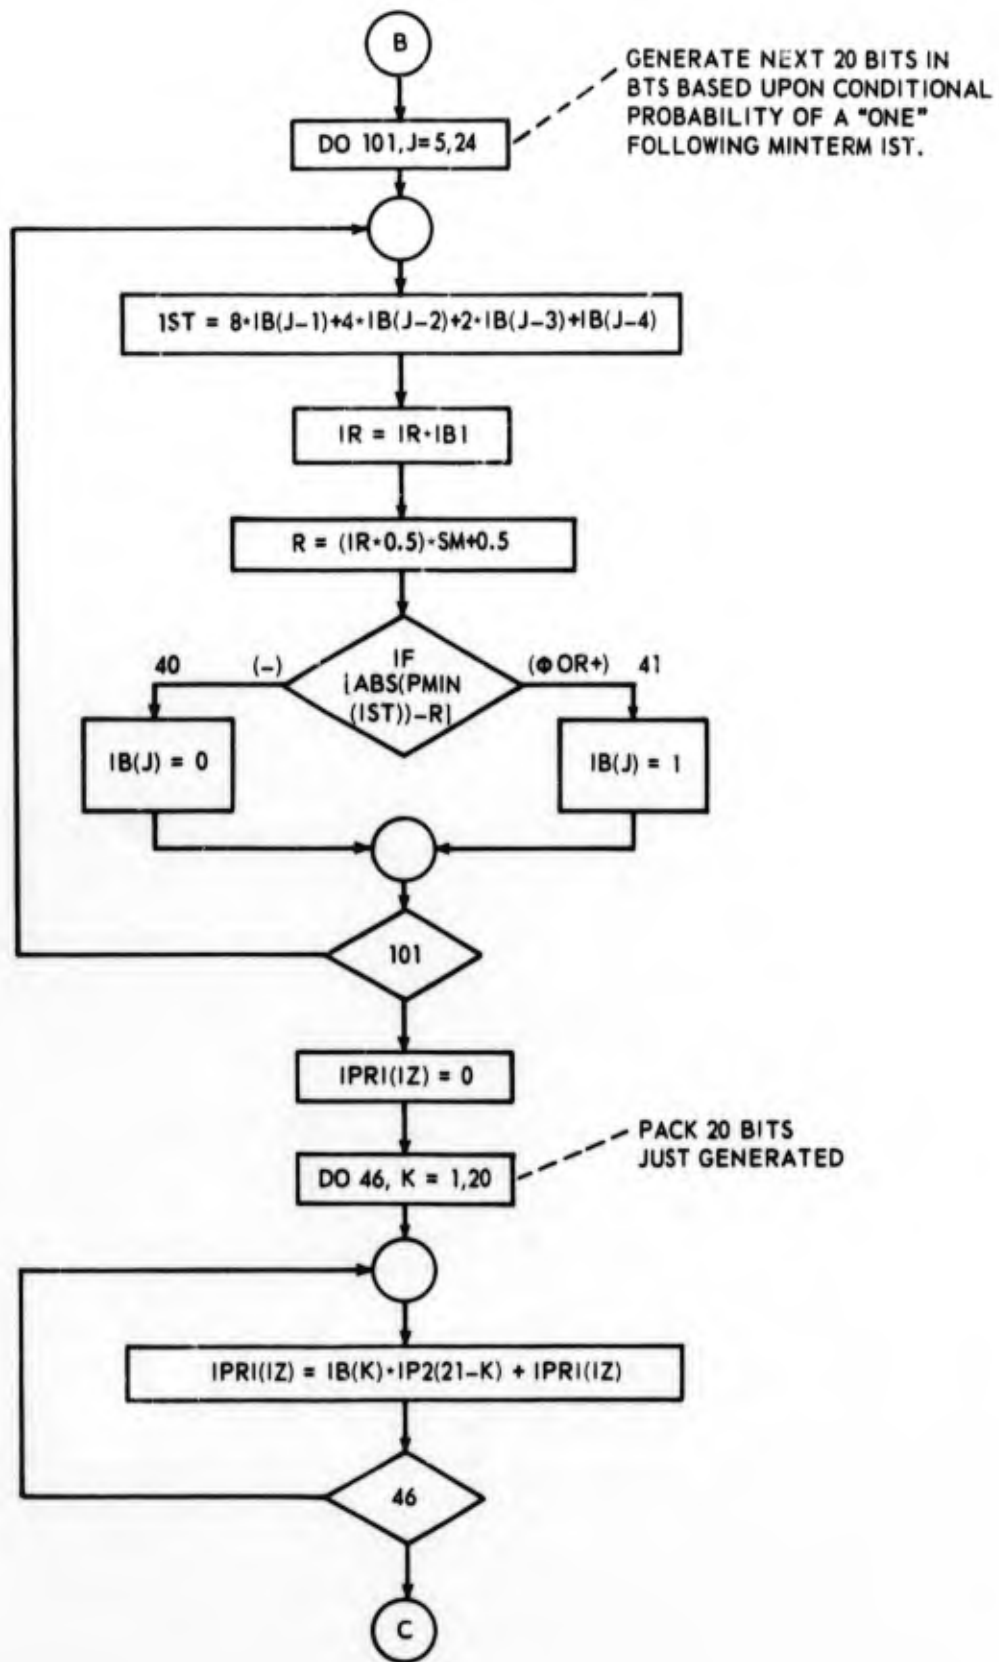 B
GENERATE NEXT 20 BITS IN
BTS BASED UPON CONDITIONAL
PROBABILITY OF A "ONE"
FOLLOWING MINTERM IST.
DO 101, J=5,24
1ST = 8*IB(J-1)+4*IB(J-2)+2*IB(J-3)+IB(J-4)
IR = IR*IB1
R = (IR*0.5)*SM+0.5
40 (-)
IF
[ABS(PMIN
(IST))-R]
(Φ OR+) 41
IB(J) = 0
IB(J) = 1
101
IPRI(IZ) = 0
DO 46, K = 1,20
PACK 20 BITS
JUST GENERATED
IPRI(IZ) = IB(K)*IP2(21-K) + IPRI(IZ)
46
C